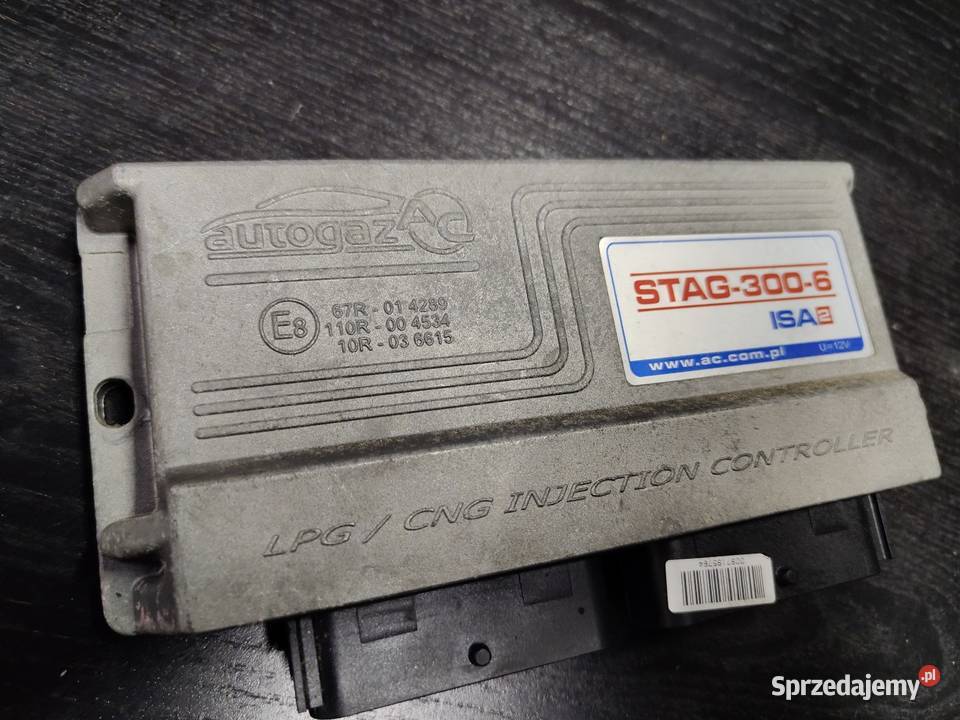 autogaz AC
E8
67R - 01 4289
110R - 00 4534
10R - 03 6615
STAG-300-6
ISA2
www.ac.com.pl U=12V
LPG / CNG INJECTION CONTROLLER
Sprzedajemy.pl